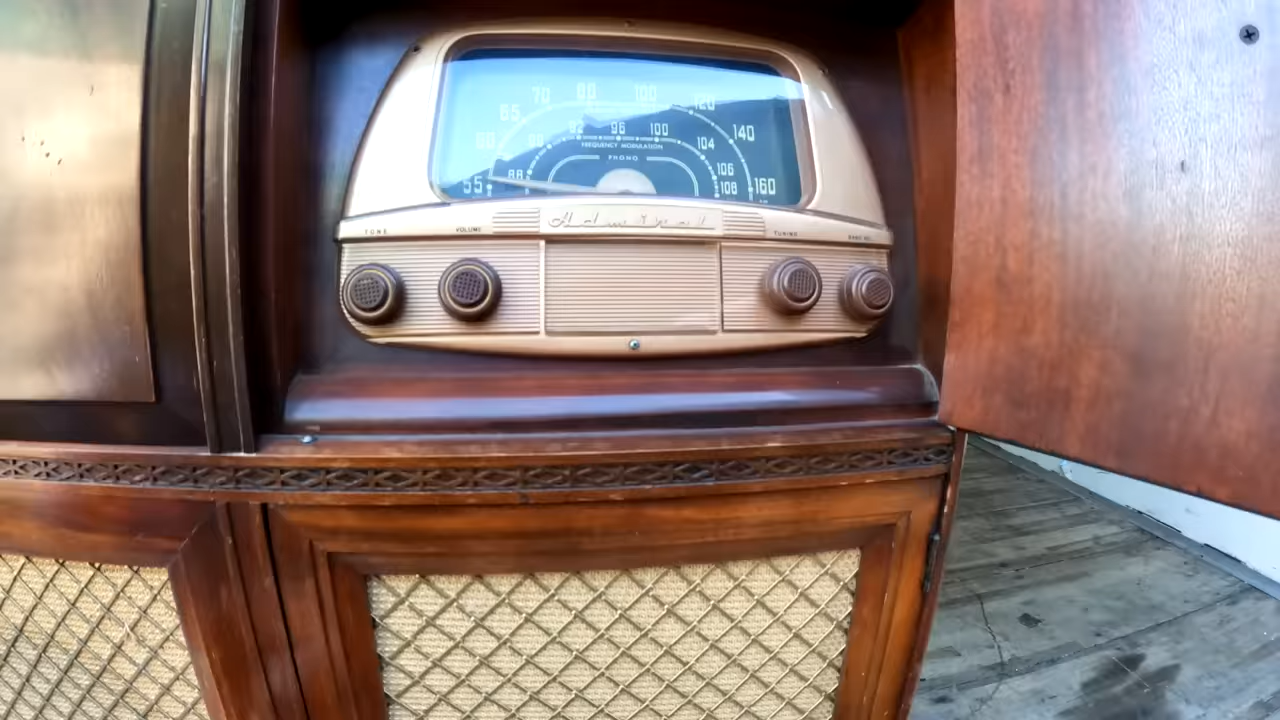 70 80 100 120
65 140
60 92 96 100 104
88 106
55 108 160
FREQUENCY MODULATION
PHONO
Admiral
TONE VOLUME TUNING